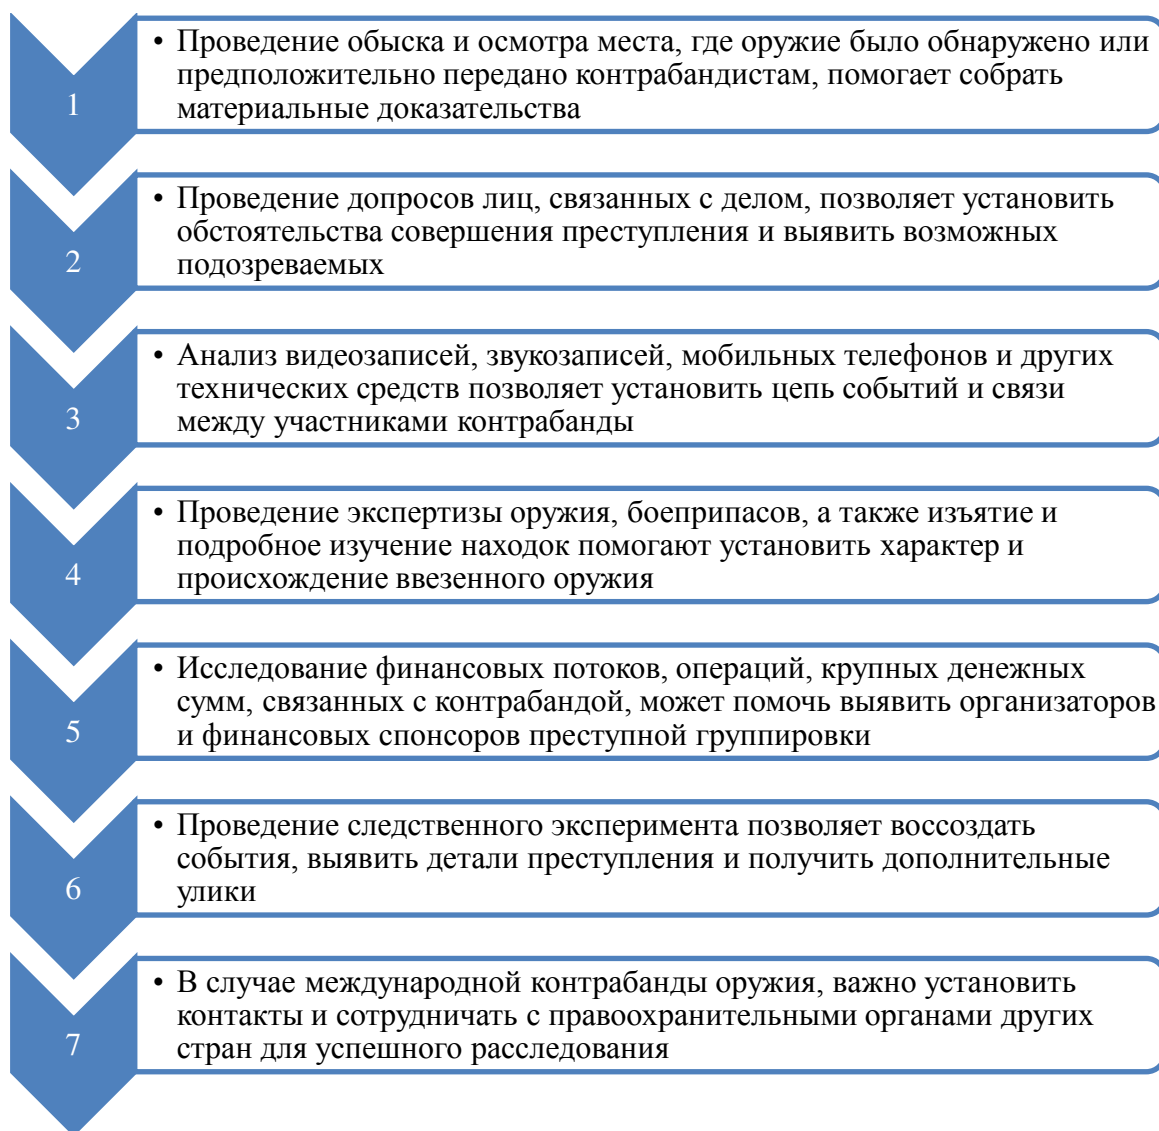 1
• Проведение обыска и осмотра места, где оружие было обнаружено или
предположительно передано контрабандистам, помогает собрать
материальные доказательства
2
• Проведение допросов лиц, связанных с делом, позволяет установить
обстоятельства совершения преступления и выявить возможных
подозреваемых
3
• Анализ видеозаписей, звукозаписей, мобильных телефонов и других
технических средств позволяет установить цепь событий и связи
между участниками контрабанды
4
• Проведение экспертизы оружия, боеприпасов, а также изъятие и
подробное изучение находок помогают установить характер и
происхождение ввезенного оружия
5
• Исследование финансовых потоков, операций, крупных денежных
сумм, связанных с контрабандой, может помочь выявить организаторов
и финансовых спонсоров преступной группировки
6
• Проведение следственного эксперимента позволяет воссоздать
события, выявить детали преступления и получить дополнительные
улики
7
• В случае международной контрабанды оружия, важно установить
контакты и сотрудничать с правоохранительными органами других
стран для успешного расследования